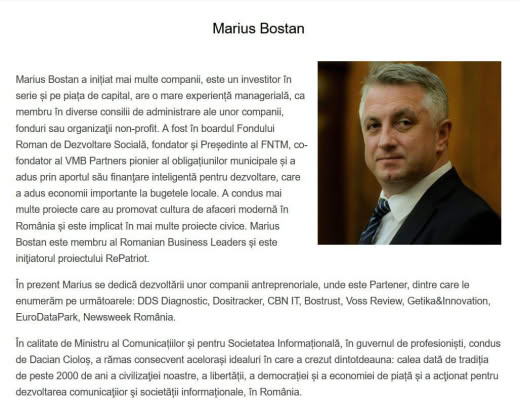 Marius Bostan
Marius Bostan a inițiat mai multe companii, este un investitor în
serie și pe piața de capital, are o mare experiență managerială, ca
membru în diverse consilii de administrare ale unor companii,
fonduri sau organizații non-profit. A fost în boardul Fondului
Roman de Dezvoltare Socială, fondator și Președinte al FNTM, co-
fondator al VMB Partners pionier al obligațiunilor municipale și a
adus prin aportul său finanțare inteligentă pentru dezvoltare, care
a adus economii importante la bugetele locale. A condus mai
multe proiecte care au promovat cultura de afaceri modernă în
România și este implicat în mai multe proiecte civice. Marius
Bostan este membru al Romanian Business Leaders și este
inițiatorul proiectului RePatriot.
În prezent Marius se dedică dezvoltării unor companii antreprenoriale, unde este Partener, dintre care le
enumerăm pe următoarele: DDS Diagnostic, Dositracker, CBN IT, Bostrust, Voss Review, Getika&Innovation,
EuroDataPark, Newsweek România.
În calitate de Ministru al Comunicațiilor și pentru Societatea Informațională, în guvernul de profesioniști, condus
de Dacian Cioloș, a rămas consecvent acelorași idealuri în care a crezut dintotdeauna: calea dată de tradiția
de peste 2000 de ani a civilizației noastre, a libertății, a democrației și a economiei de piață și a acționat pentru
dezvoltarea comunicațiilor și societății informaționale, în România.